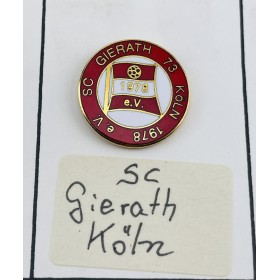 e.V. SC GIERATH 73 KÖLN 1978
1978
e.V.
SC
Gierath
Köln